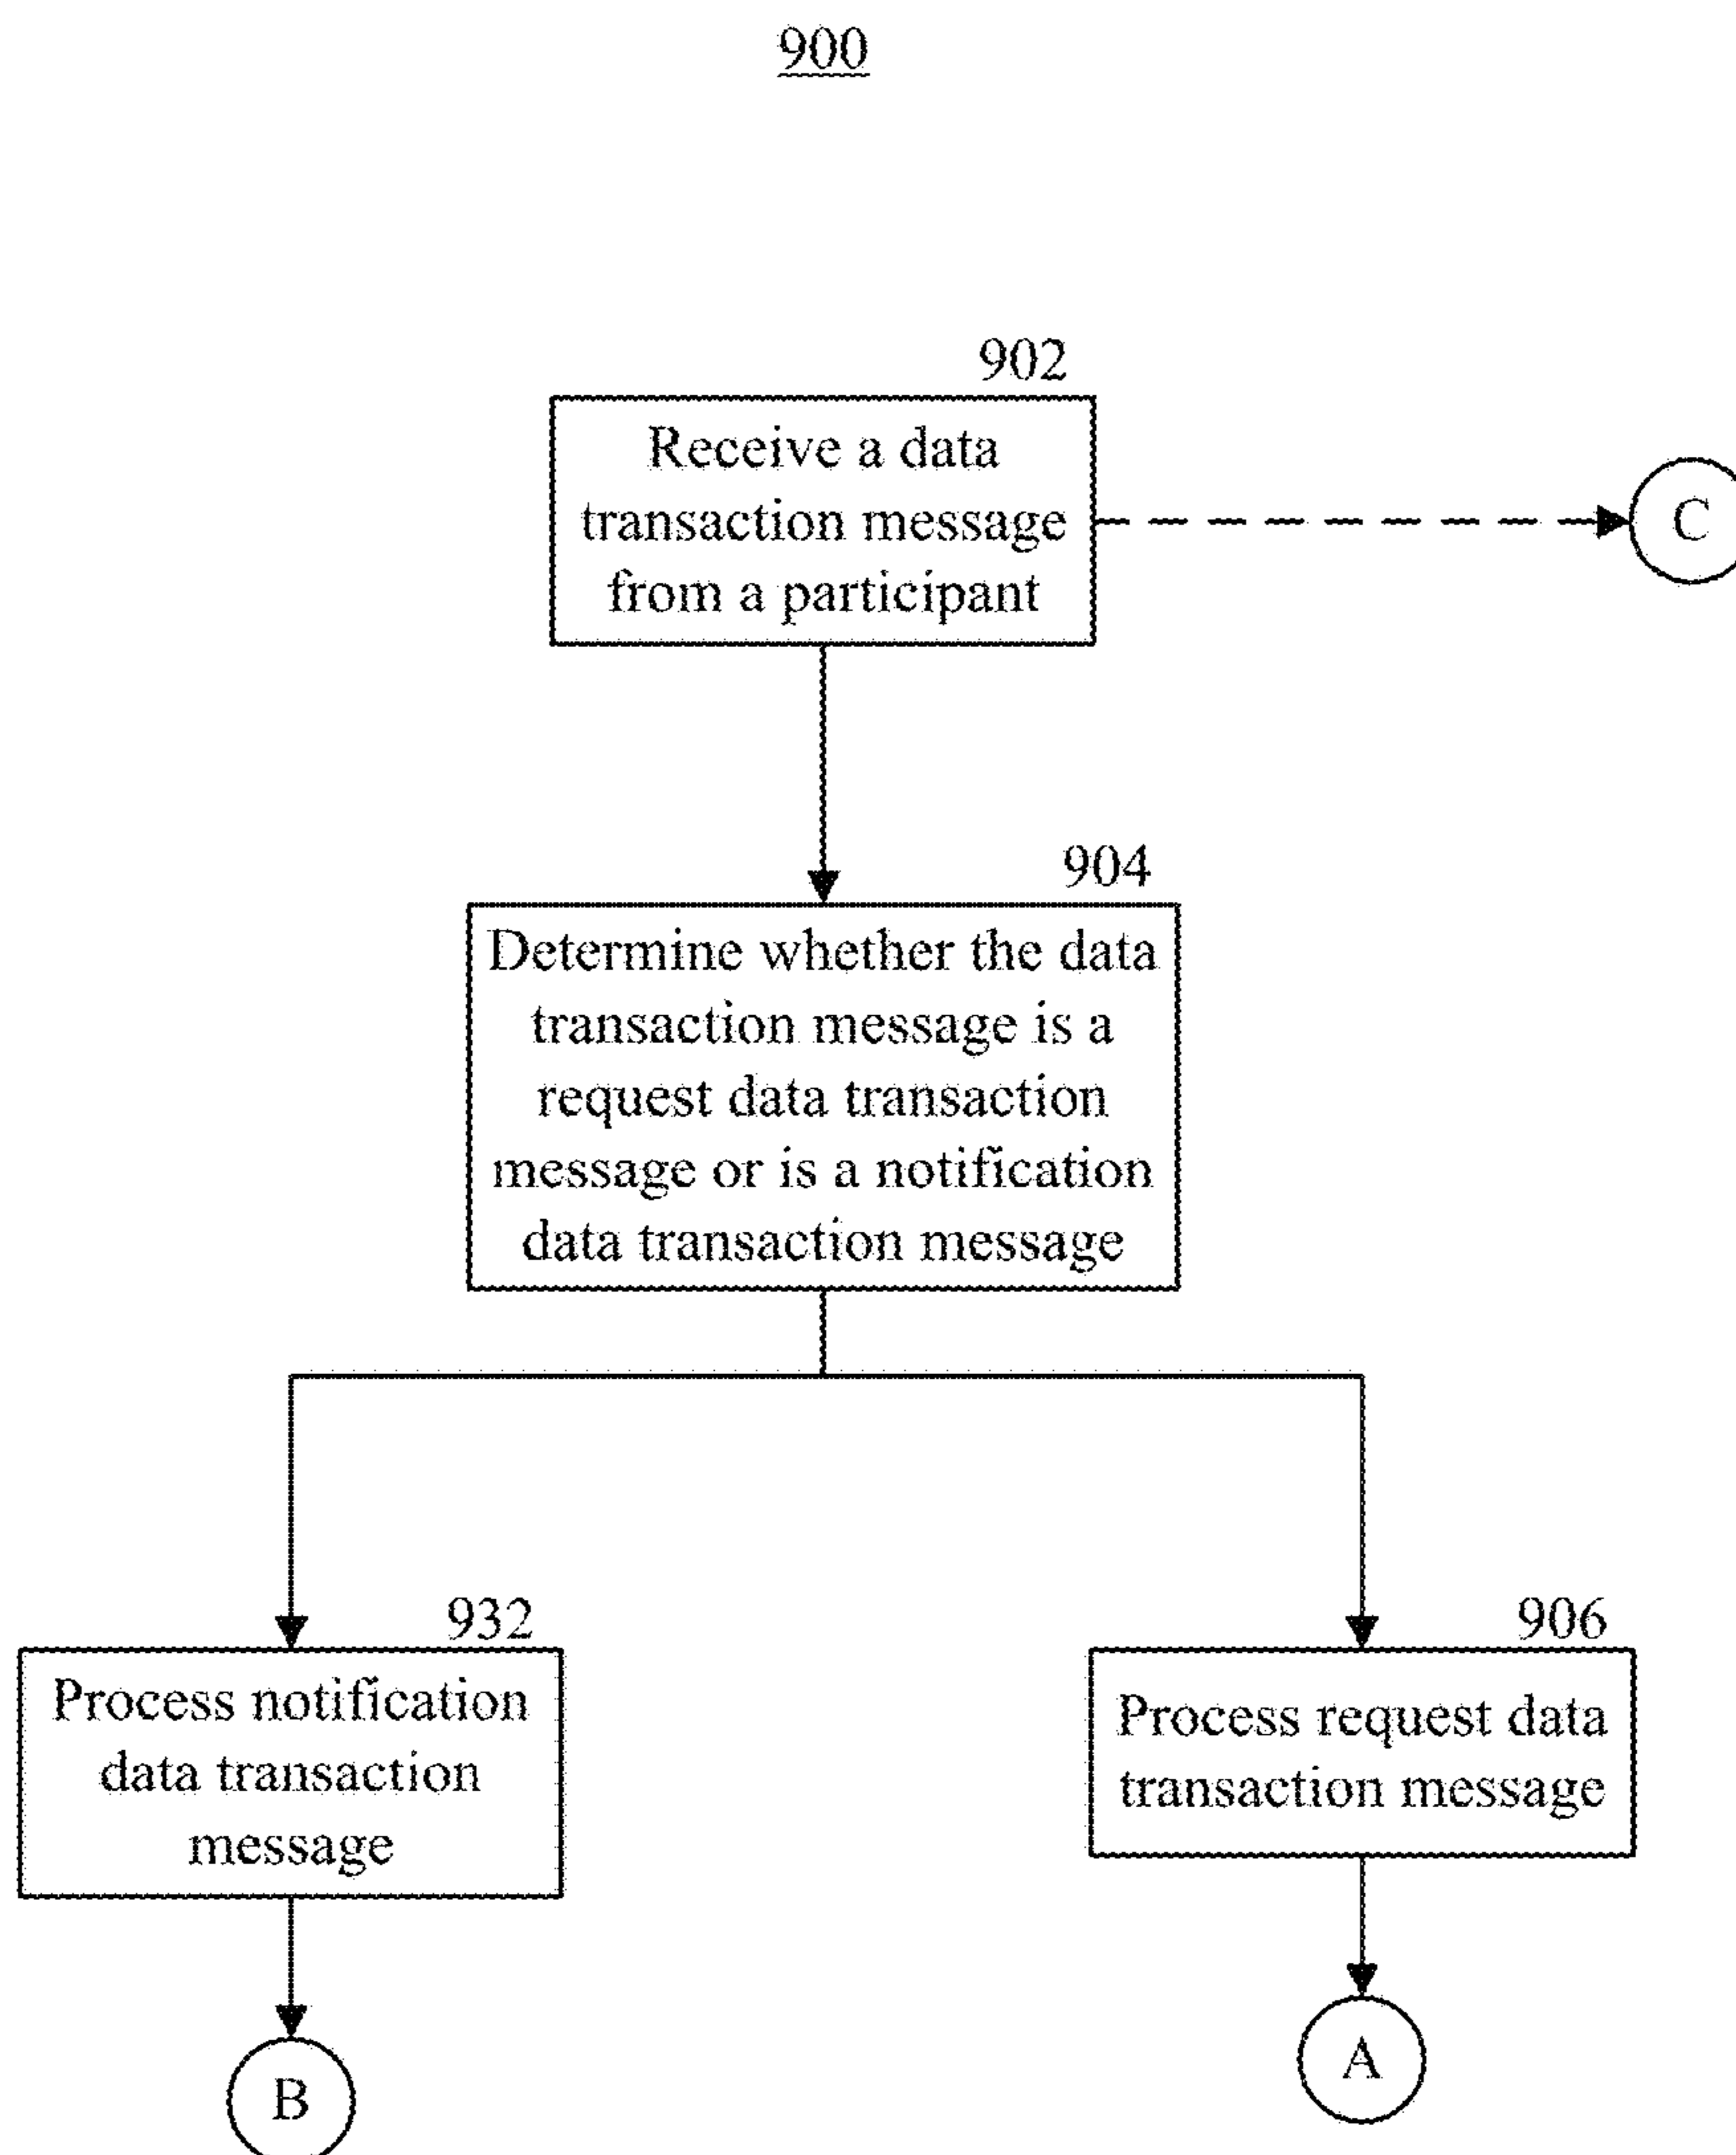 900
902
Receive a data
transaction message
from a participant
C
904
Determine whether the data
transaction message is a
request data transaction
message or is a notification
data transaction message
932
Process notification
data transaction
message
906
Process request data
transaction message
B
A